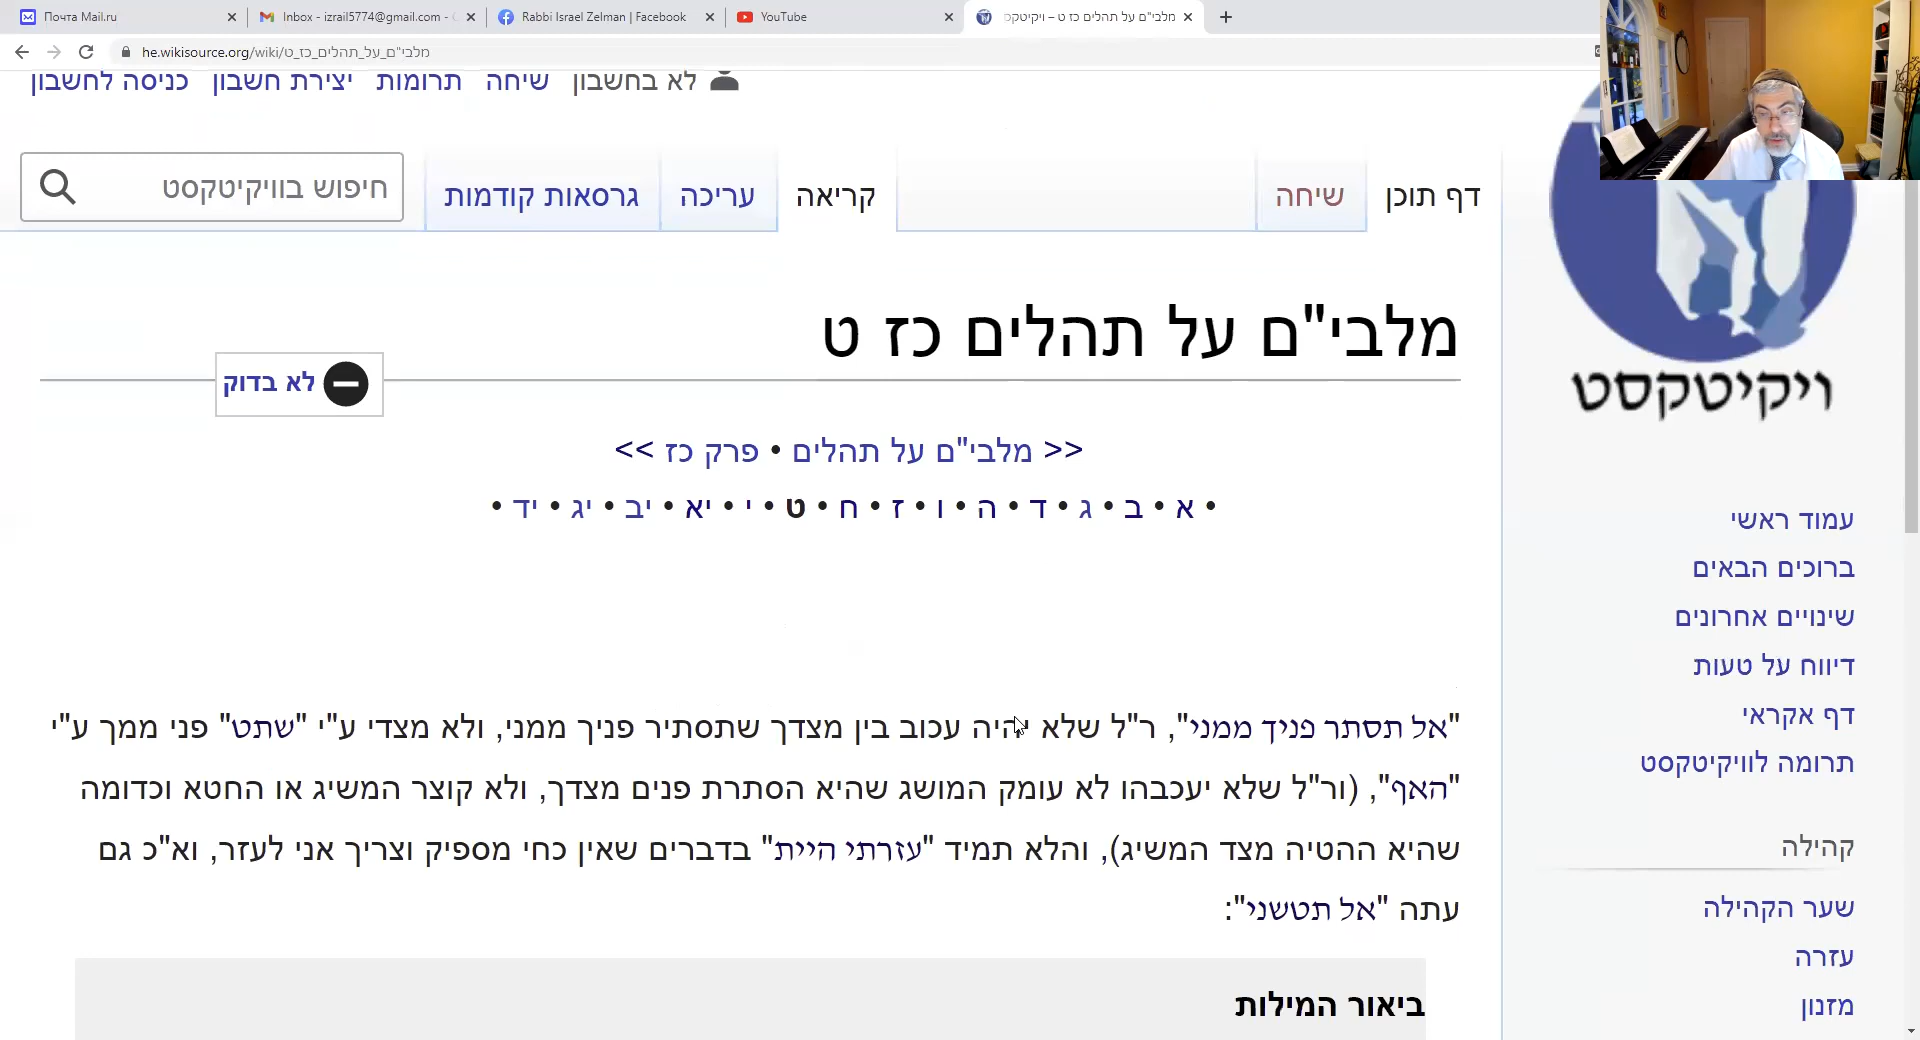 Почта Mail.ru
Inbox - izrail5774@gmail.com -
Rabbi Israel Zelman | Facebook
YouTube
מלבי"ם על תהלים כז ט – ויקיטקס
he.wikisource.org/wiki/מלבי"ם_על_תהלים_כז_ט
לא בחשבון שיחה תרומות יצירת חשבון כניסה לחשבון
דף תוכן שיחה קריאה עריכה גרסאות קודמות חיפוש בוויקיטקסט
מלבי"ם על תהלים כז ט
לא בדוק
<< מלבי"ם על תהלים • פרק כז >>
• א • ב • ג • ד • ה • ו • ז • ח • ט • י • יא • יב • יג • יד •
"אל תסתר פניך ממני", ר"ל שלא יהיה עכוב בין מצדך שתסתיר פניך ממני, ולא מצדי ע"י "שתט" פני ממך ע"י
"האף", (ור"ל שלא יעכבהו לא עומק המושג שהיא הסתרת פנים מצדך, ולא קוצר המשיג או החטא וכדומה
שהיא ההטיה מצד המשיג), והלא תמיד "עזרתי היית" בדברים שאין כחי מספיק וצריך אני לעזר, וא"כ גם
עתה "אל תטשני":
ביאור המילות
ויקיטקסט
עמוד ראשי
ברוכים הבאים
שינויים אחרונים
דיווח על טעות
דף אקראי
תרומה לוויקיטקסט
קהילה
שער הקהילה
עזרה
מזנון